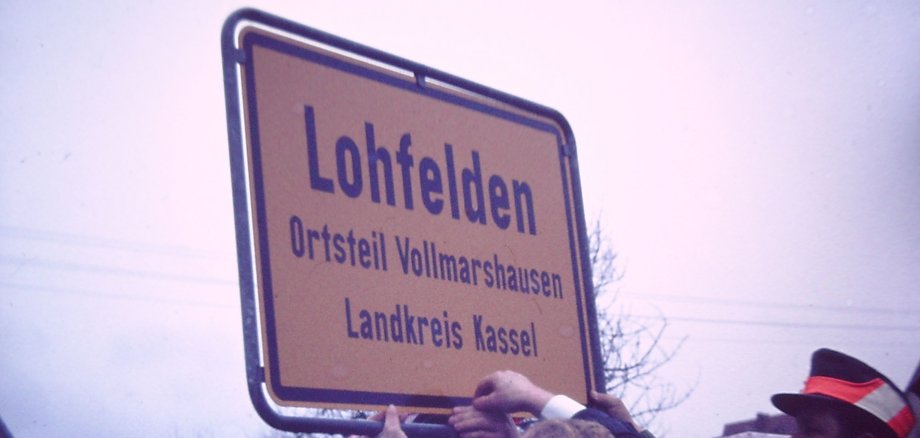 Lohfelden
Ortsteil Vollmarshausen
Landkreis Kassel